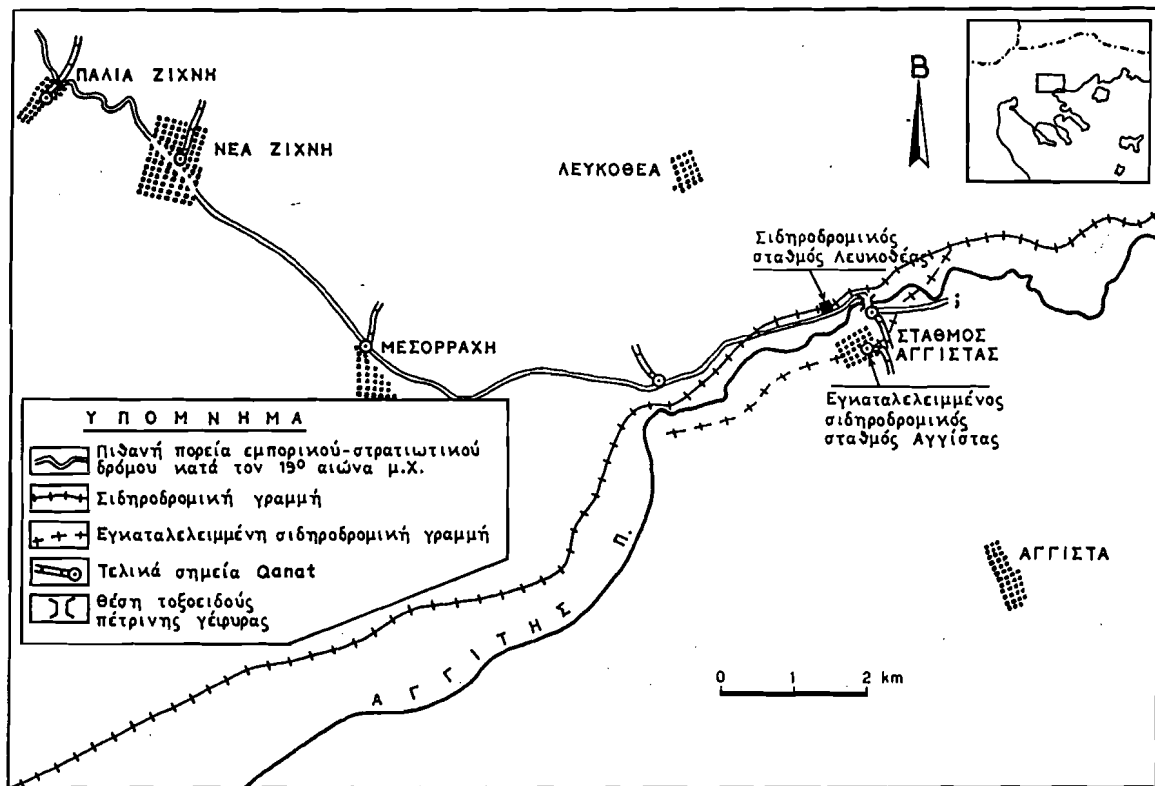 ΠΑΛΙΑ ΖΙΧΝΗ
ΝΕΑ ΖΙΧΝΗ
Β
ΛΕΥΚΟΘΕΑ
Σιδηροδρομικός
σταθμός Λευκοθέας
;
ΣΤΑΘΜΟΣ
ΑΓΓΙΣΤΑΣ
ΜΕΣΟΡΡΑΧΗ
Εγκαταλελειμμένος
σιδηροδρομικός
σταθμός Αγγίστας
ΥΠΟΜΝΗΜΑ
Πιθανή πορεία εμπορικού-στρατιωτικού
δρόμου κατά τον 19º αιώνα μ.Χ.
Σιδηροδρομική γραμμή
Εγκαταλελειμμένη σιδηροδρομική γραμμή
Τελικά σημεία Qanat
Θέση τοξοειδούς
πέτρινης γέφυρας
ΑΓΓΙΤΗΣ Π.
ΑΓΓΙΣΤΑ
0 1 2 km